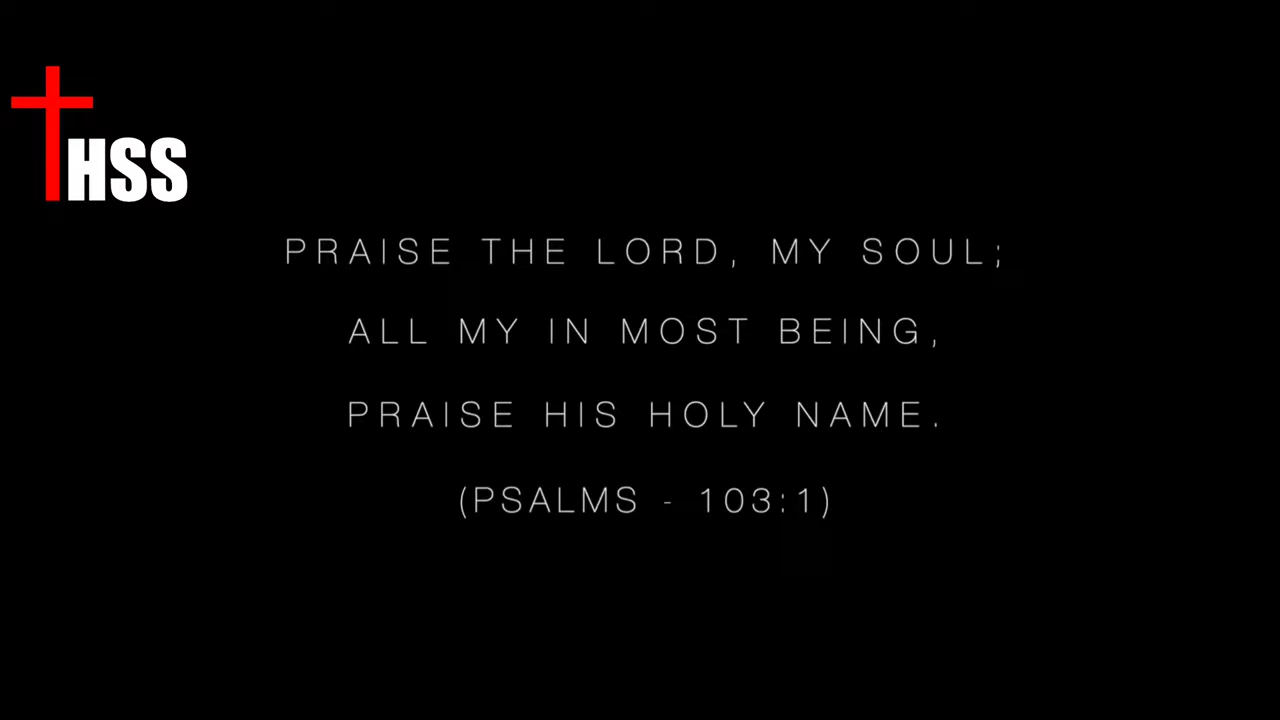 HSS
PRAISE THE LORD, MY SOUL;
ALL MY IN MOST BEING,
PRAISE HIS HOLY NAME.
(PSALMS - 103:1)